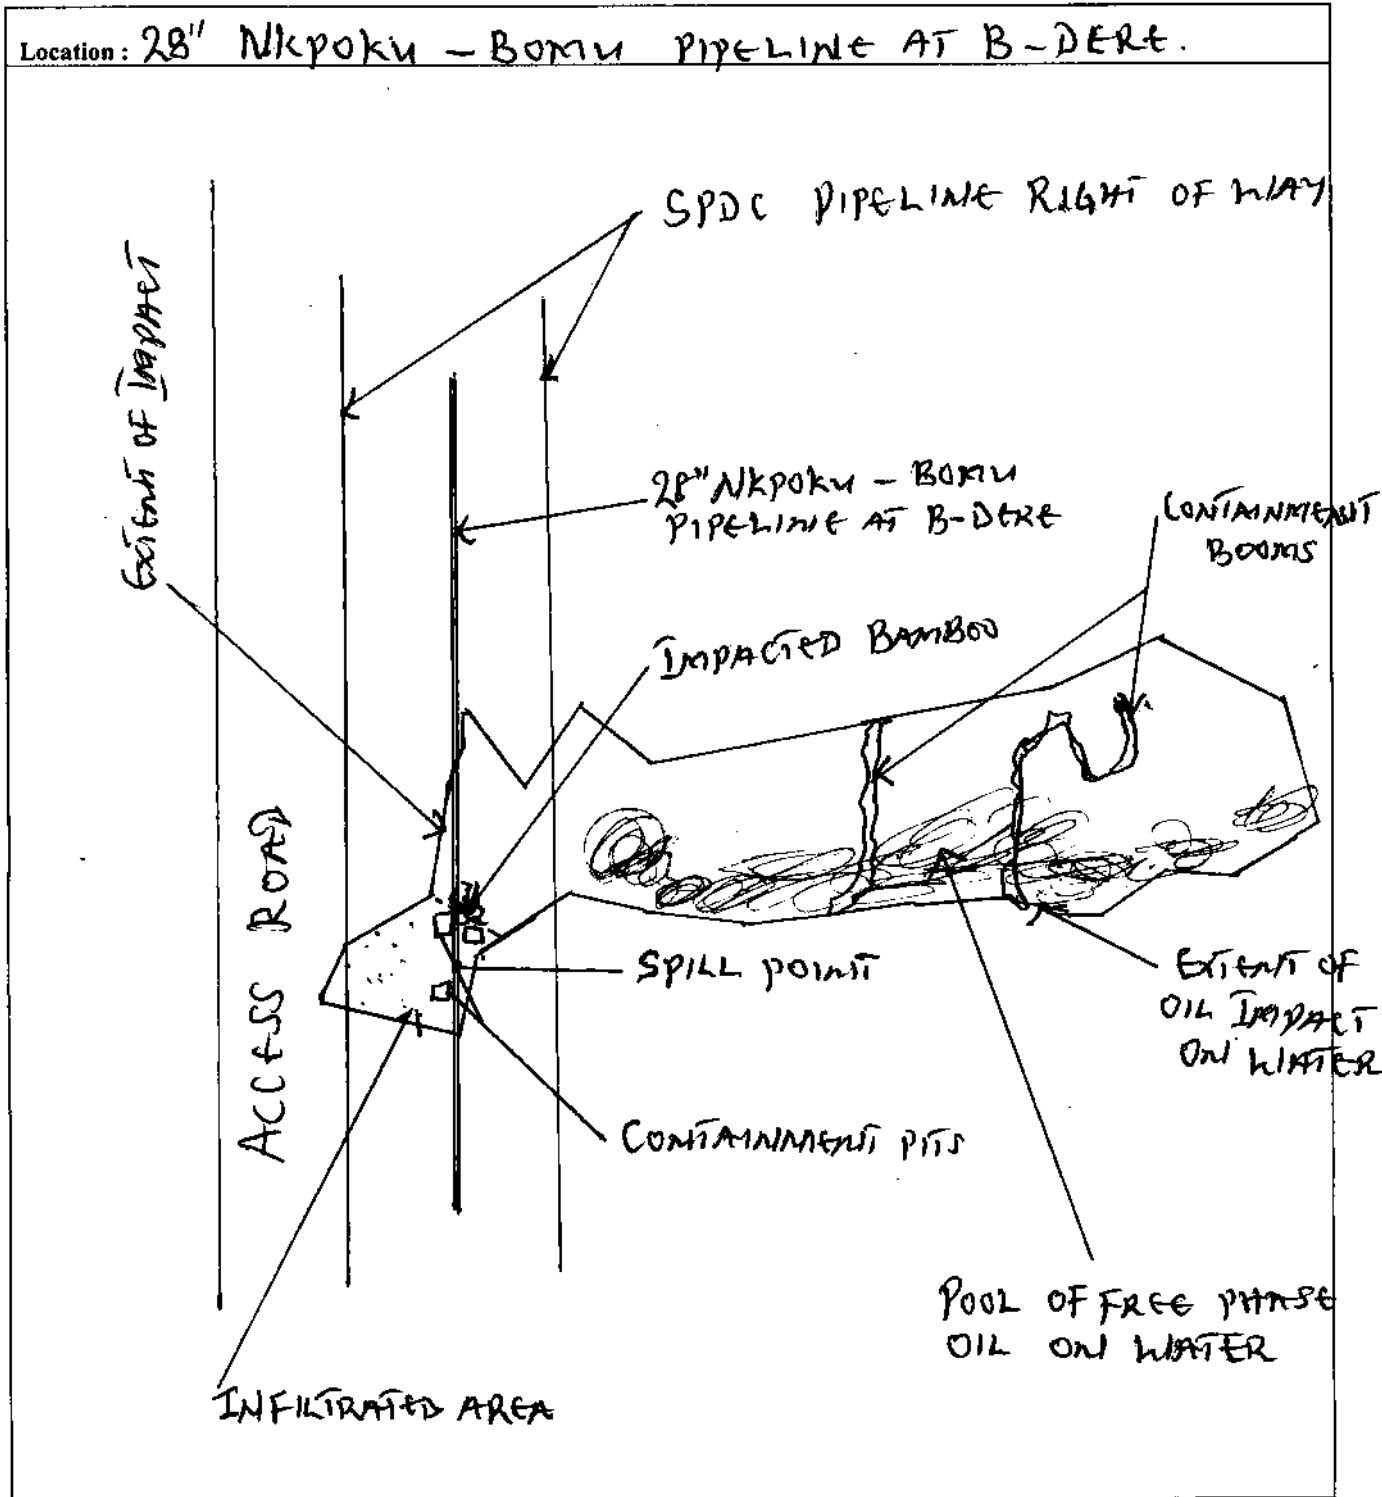 Location : 28" NKPOKU - BOMU PIPELINE AT B-DERE.
SPDC PIPELINE RIGHT OF WAY
EXTENT OF IMPACT
28" NKPOKU - BOMU
PIPELINE AT B-DERE
CONTAINMENT
BOOMS
IMPACTED BAMBOO
ACCESS ROAD
SPILL POINT
EXTENT OF
OIL IMPACT
ON WATER
CONTAINMENT PITS
POOL OF FREE PHASE
OIL ON WATER
INFILTRATED AREA